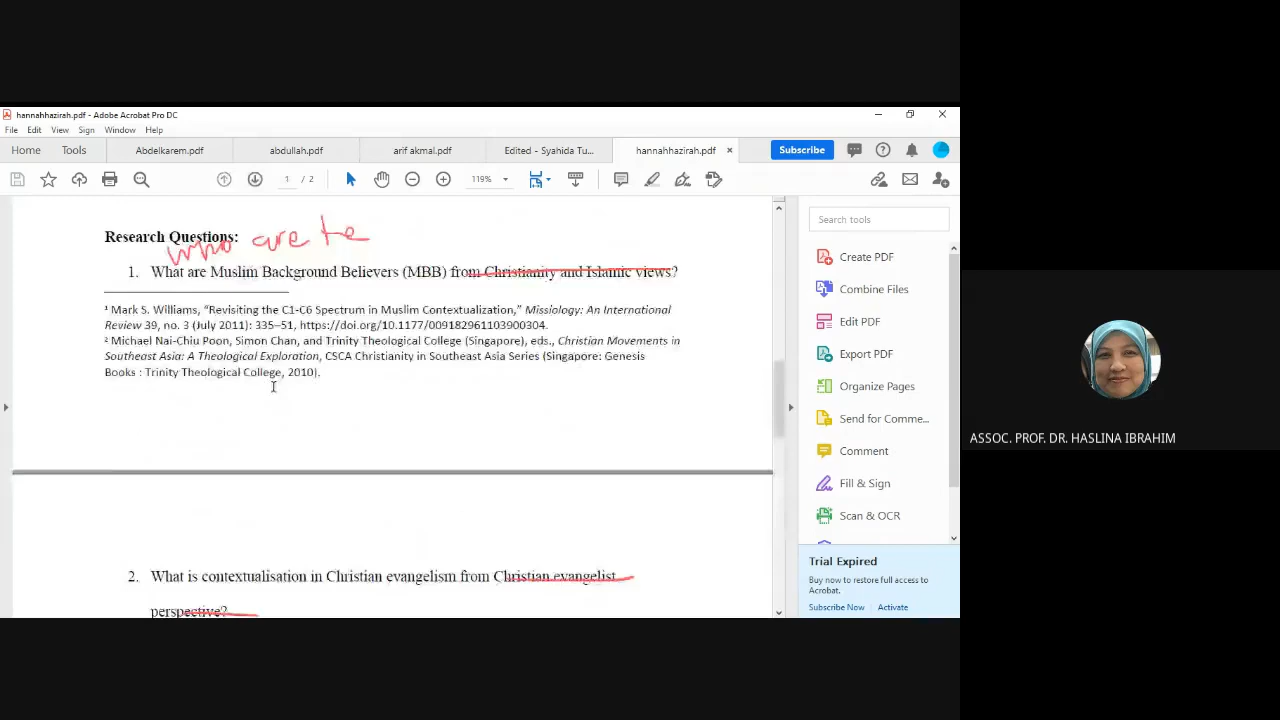 hannahhazirah.pdf - Adobe Acrobat Pro DC
File Edit View Sign Window Help
Home Tools Abdelkarem.pdf abdullah.pdf arif akmal.pdf Edited - Syahida Tu... hannahhazirah.pdf × Subscribe
1 / 2 119% Search tools
Research Questions:
who are te
1. What are Muslim Background Believers (MBB) from Christianity and Islamic views?
¹ Mark S. Williams, “Revisiting the C1-C6 Spectrum in Muslim Contextualization,” Missiology: An International
Review 39, no. 3 (July 2011): 335–51, https://doi.org/10.1177/009182961103900304.
² Michael Nai-Chiu Poon, Simon Chan, and Trinity Theological College (Singapore), eds., Christian Movements in
Southeast Asia: A Theological Exploration, CSCA Christianity in Southeast Asia Series (Singapore: Genesis
Books : Trinity Theological College, 2010).
2. What is contextualisation in Christian evangelism from Christian evangelist
perspective?
Create PDF
Combine Files
Edit PDF
Export PDF
Organize Pages
Send for Comme...
Comment
Fill & Sign
Scan & OCR
Trial Expired
Buy now to restore full access to
Acrobat.
Subscribe Now Activate
ASSOC. PROF. DR. HASLINA IBRAHIM